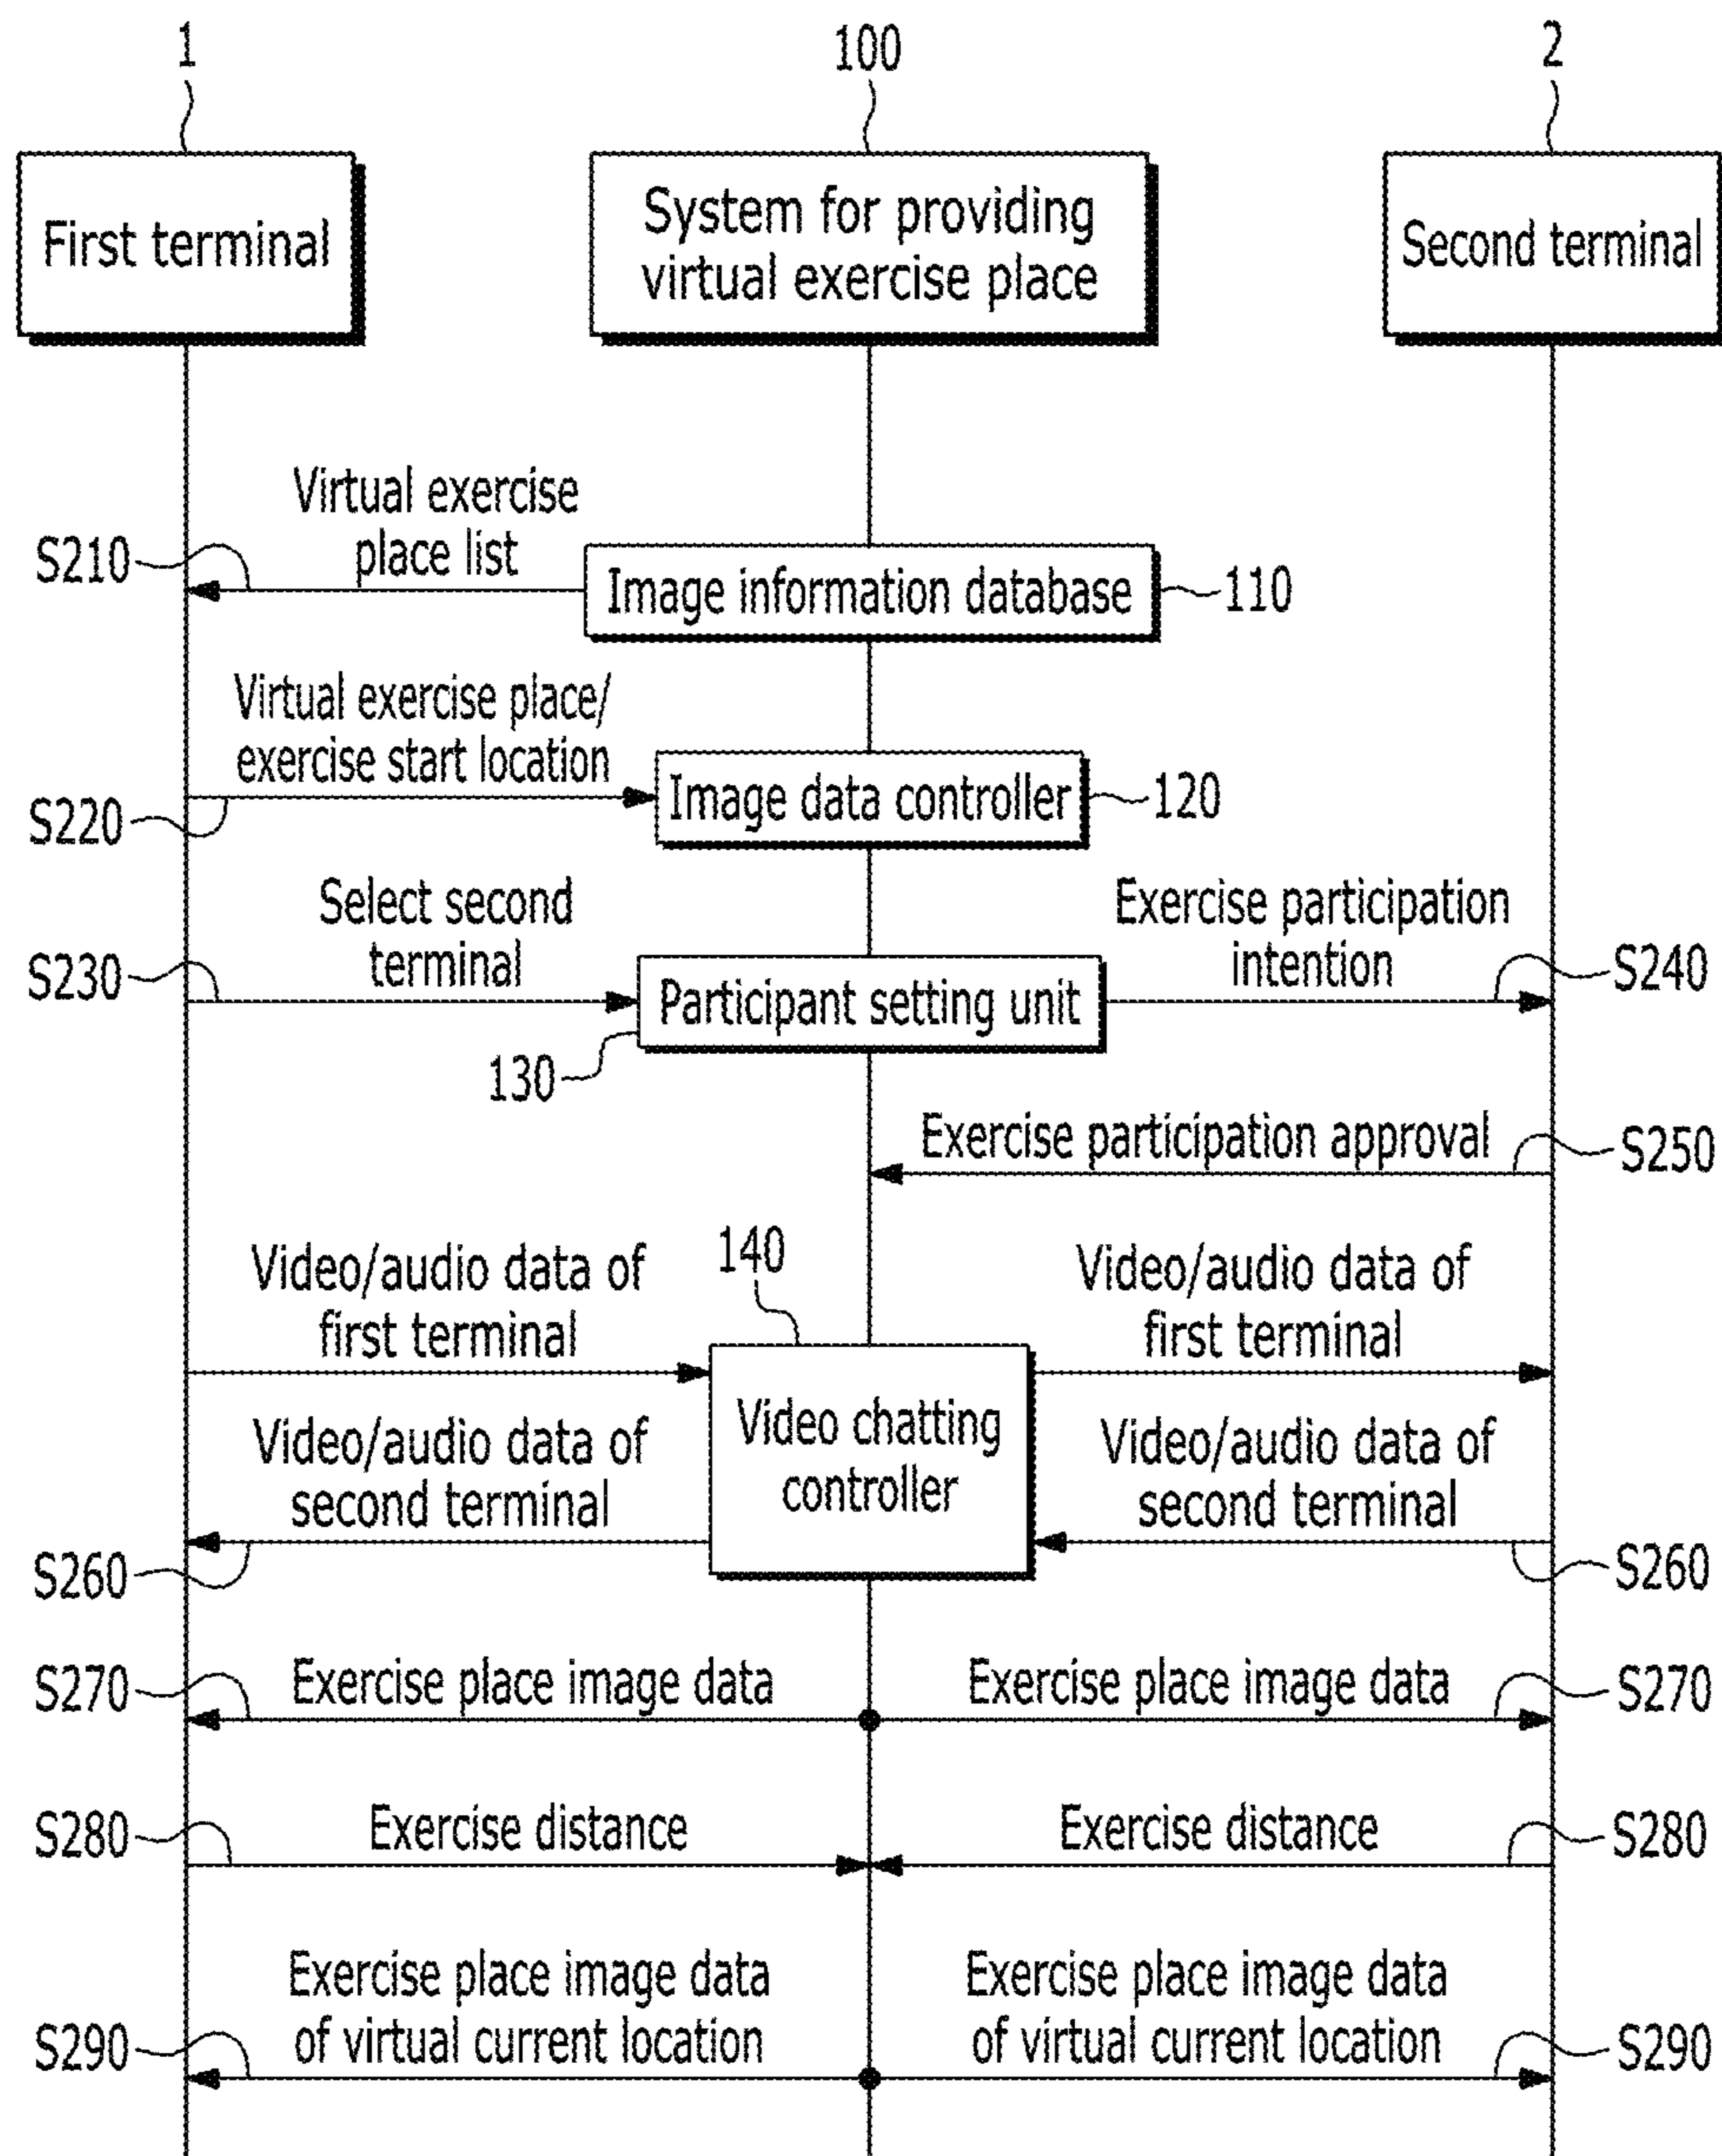 1
100
2
First terminal
System for providing
virtual exercise place
Second terminal
Virtual exercise
place list
S210
Image information database
110
Virtual exercise place/
exercise start location
S220
Image data controller
120
Select second
terminal
S230
Participant setting unit
130
Exercise participation
intention
S240
Exercise participation approval
S250
140
Video/audio data of
first terminal
Video/audio data of
first terminal
Video chatting
controller
Video/audio data of
second terminal
Video/audio data of
second terminal
S260
S260
S270
Exercise place image data
Exercise place image data
S270
S280
Exercise distance
Exercise distance
S280
Exercise place image data
of virtual current location
Exercise place image data
of virtual current location
S290
S290